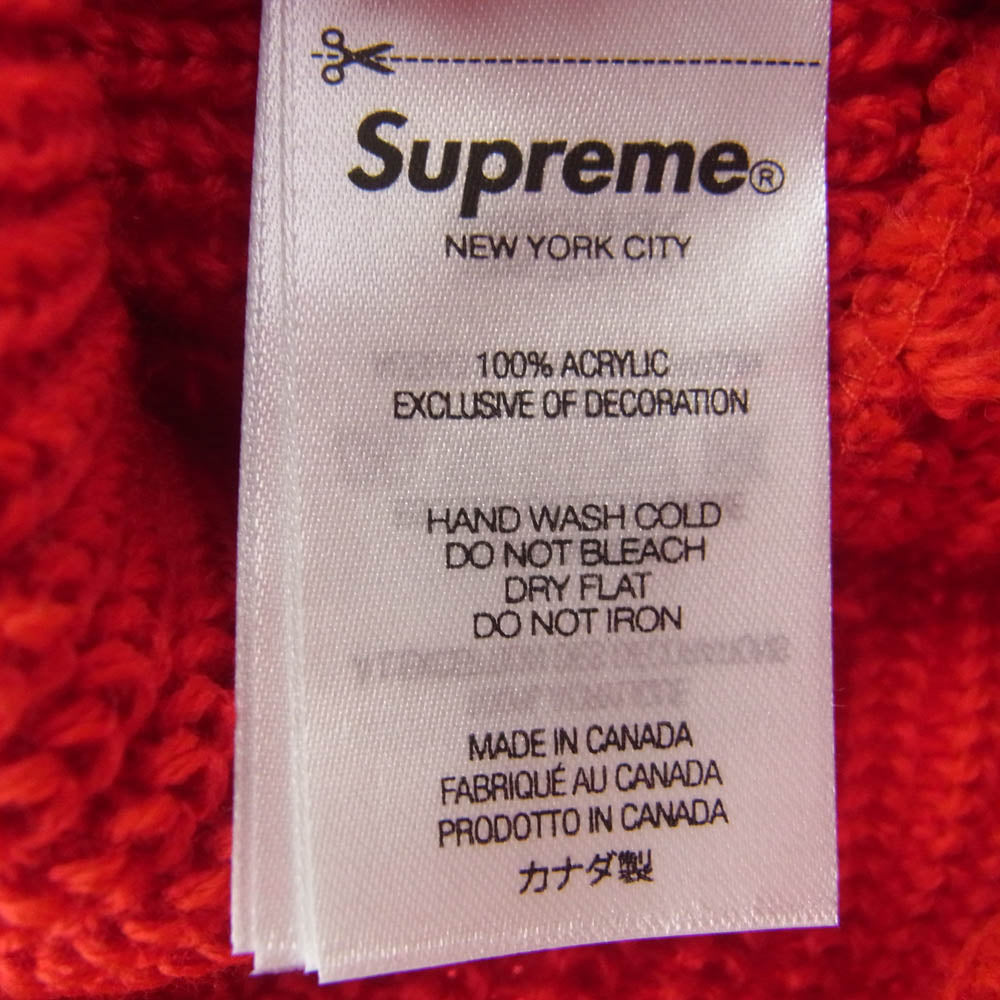 Supreme®
NEW YORK CITY
100% ACRYLIC
EXCLUSIVE OF DECORATION
HAND WASH COLD
DO NOT BLEACH
DRY FLAT
DO NOT IRON
MADE IN CANADA
FABRIQUÉ AU CANADA
PRODOTTO IN CANADA
カナダ製